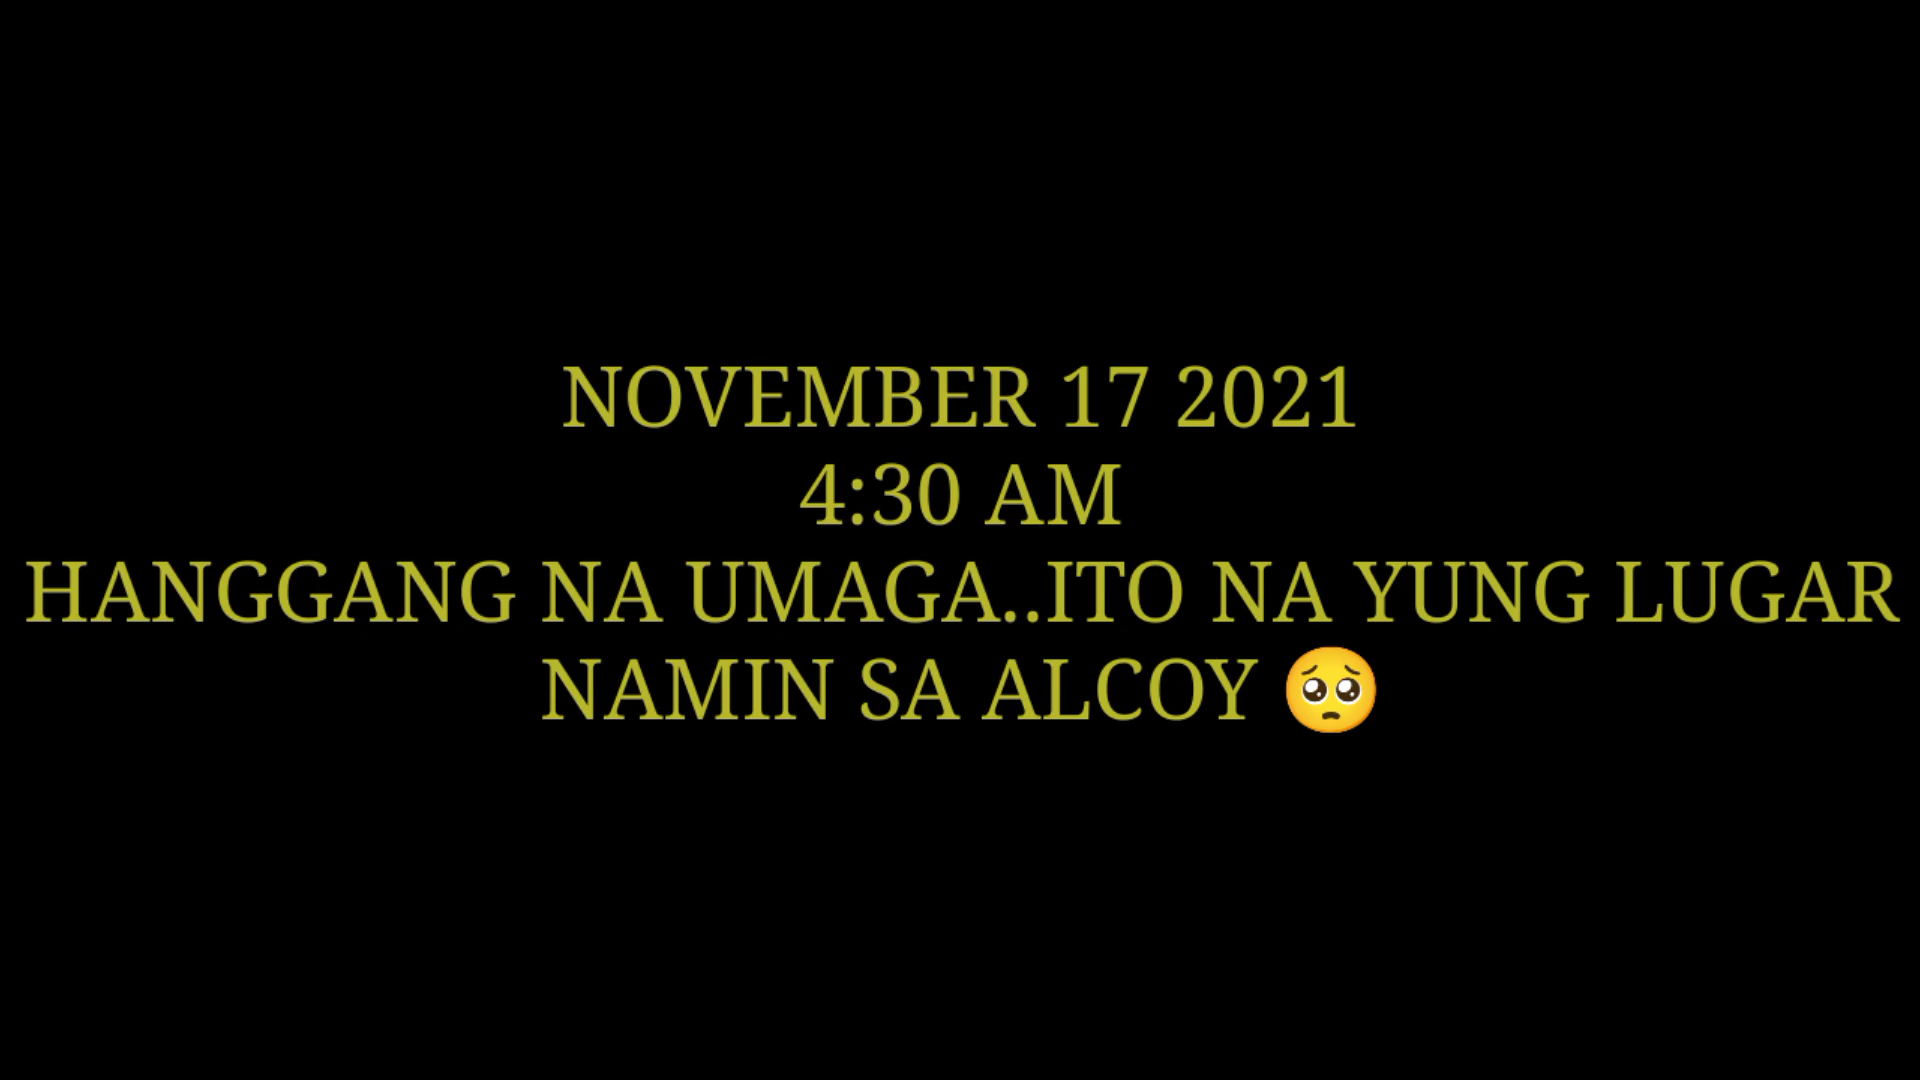 NOVEMBER 17 2021
4:30 AM
HANGGANG NA UMAGA..ITO NA YUNG LUGAR
NAMIN SA ALCOY 🥺